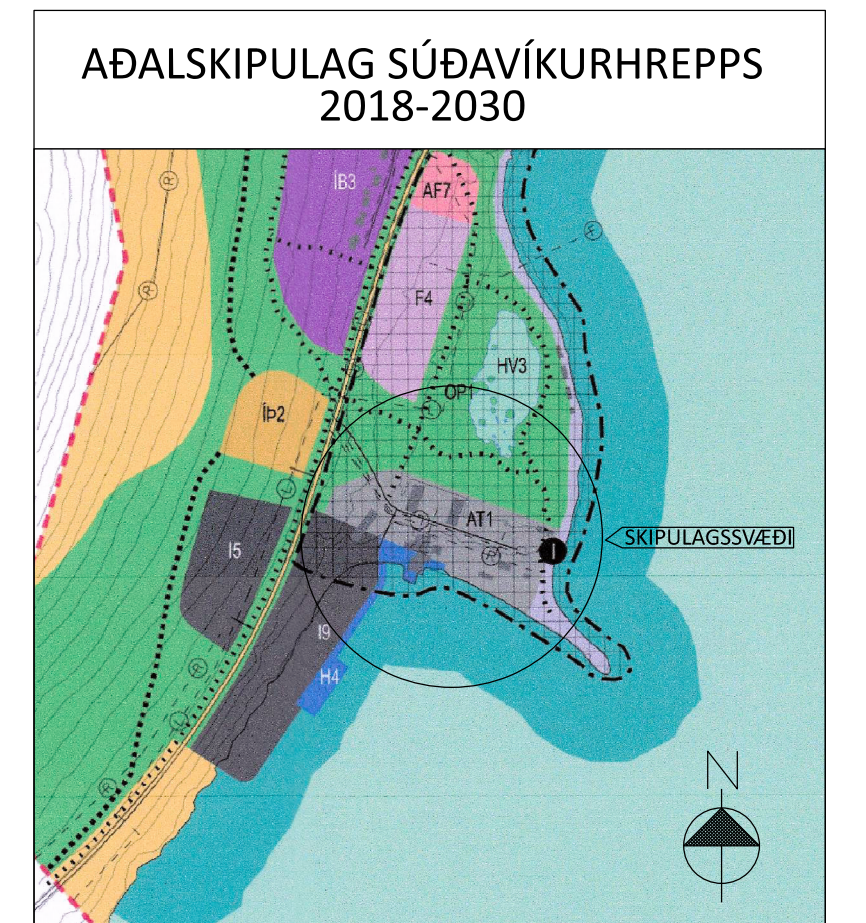 AÐALSKIPULAG SÚÐAVÍKURHREPPS
2018-2030
ÍB3
AF7
F4
HV3
OP1
ÍÞ2
AT1
I5
I
SKIPULAGSSVÆÐI
I9
H4
N